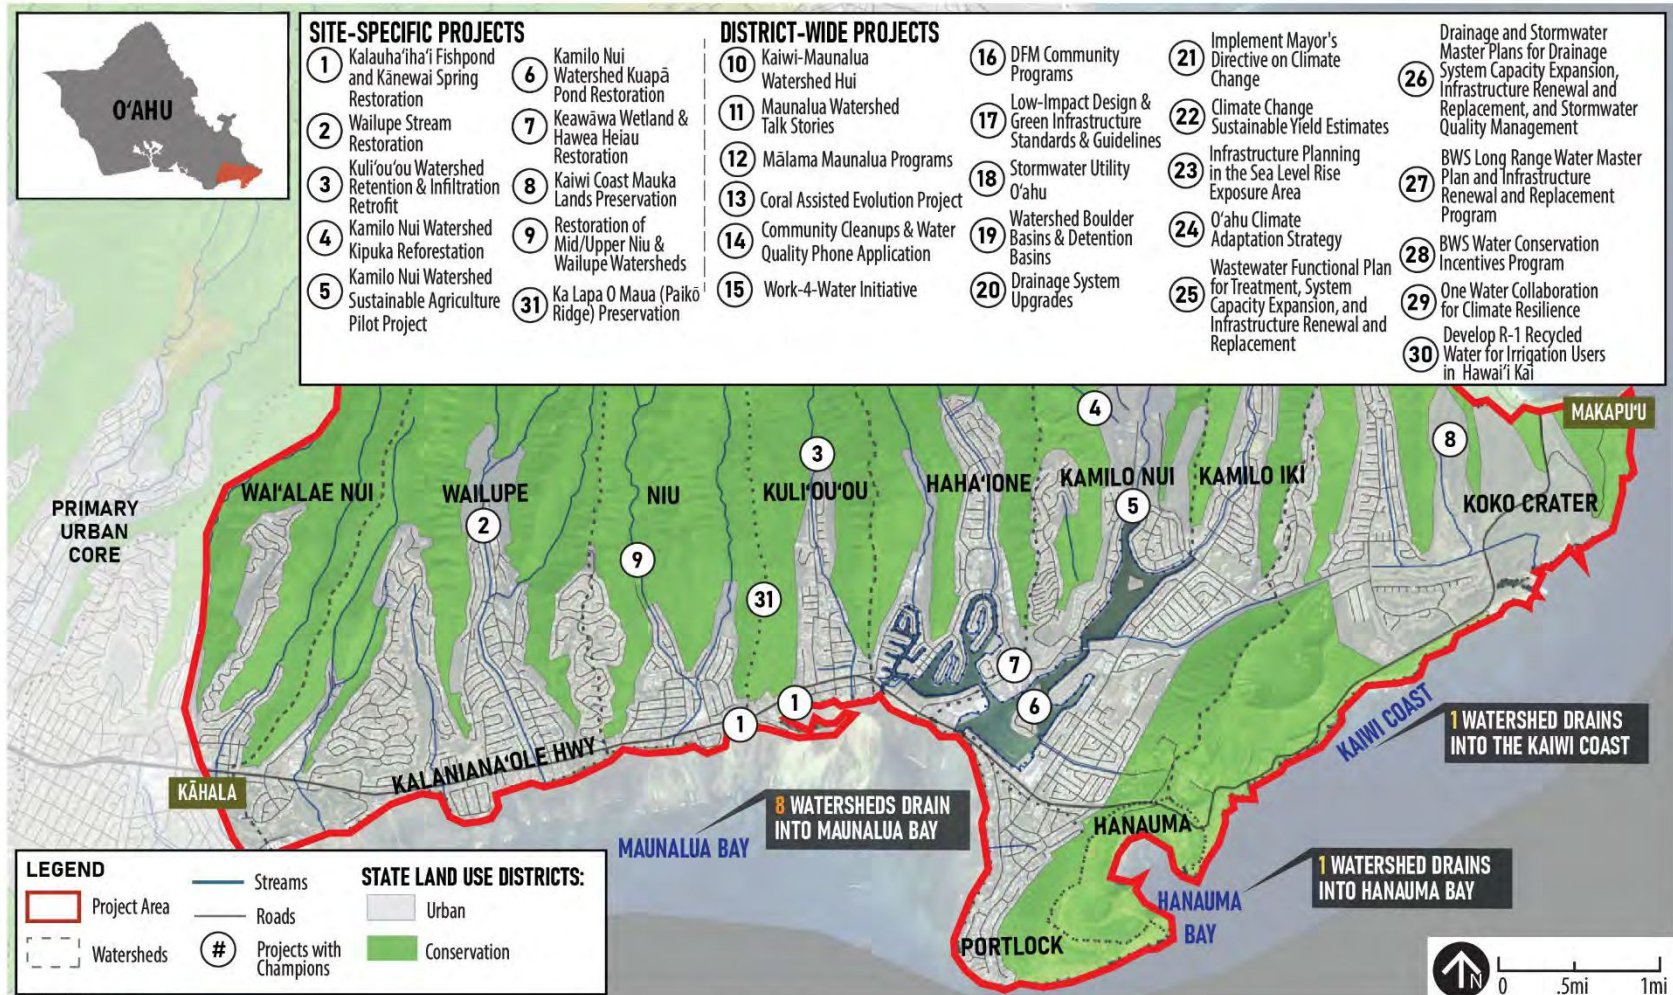 O‘AHU
SITE-SPECIFIC PROJECTS
1 Kalauha‘iha‘i Fishpond
and Kānewai Spring
Restoration
2 Wailupe Stream
Restoration
3 Kuli‘ou‘ou Watershed
Retention & Infiltration
Retrofit
4 Kamilo Nui Watershed
Kipuka Reforestation
5 Kamilo Nui Watershed
Sustainable Agriculture
Pilot Project
6 Kamilo Nui
Watershed Kuapā
Pond Restoration
7 Keawāwa Wetland &
Hawea Heiau
Restoration
8 Kaiwi Coast Mauka
Lands Preservation
9 Restoration of
Mid/Upper Niu &
Wailupe Watersheds
31 Ka Lapa O Maua (Paikō
Ridge) Preservation
DISTRICT-WIDE PROJECTS
10 Kaiwi-Maunalua
Watershed Hui
11 Maunalua Watershed
Talk Stories
12 Mālama Maunalua Programs
13 Coral Assisted Evolution Project
14 Community Cleanups & Water
Quality Phone Application
15 Work-4-Water Initiative
16 DFM Community
Programs
17 Low-Impact Design &
Green Infrastructure
Standards & Guidelines
18 Stormwater Utility
O‘ahu
19 Watershed Boulder
Basins & Detention
Basins
20 Drainage System
Upgrades
21 Implement Mayor's
Directive on Climate
Change
22 Climate Change
Sustainable Yield Estimates
23 Infrastructure Planning
in the Sea Level Rise
Exposure Area
24 O‘ahu Climate
Adaptation Strategy
25 Wastewater Functional Plan
for Treatment, System
Capacity Expansion, and
Infrastructure Renewal and
Replacement
26 Drainage and Stormwater
Master Plans for Drainage
System Capacity Expansion,
Infrastructure Renewal and
Replacement, and Stormwater
Quality Management
27 BWS Long Range Water Master
Plan and Infrastructure
Renewal and Replacement
Program
28 BWS Water Conservation
Incentives Program
29 One Water Collaboration
for Climate Resilience
30 Develop R-1 Recycled
Water for Irrigation Users
in Hawai‘i Kai
4
MAKAPU‘U
8
3
WAI‘ALAE NUI
WAILUPE
NIU
KULI‘OU‘OU
HAHA‘IONE
KAMILO NUI
KAMILO IKI
KOKO CRATER
PRIMARY
URBAN
CORE
2
5
9
31
7
1
1
6
KALANIANA‘OLE HWY
KĀHALA
KAIWI COAST
1 WATERSHED DRAINS
INTO THE KAIWI COAST
8 WATERSHEDS DRAIN
INTO MAUNALUA BAY
MAUNALUA BAY
HANAUMA
1 WATERSHED DRAINS
INTO HANAUMA BAY
HANAUMA
BAY
PORTLOCK
LEGEND
Project Area
Watersheds
Streams
Roads
# Projects with
Champions
STATE LAND USE DISTRICTS:
Urban
Conservation
N
0 .5mi 1mi